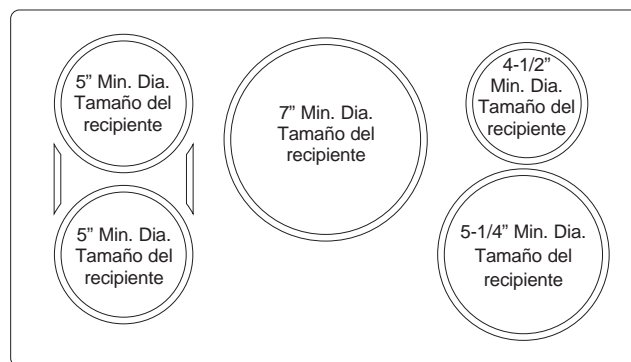 5” Min. Dia.
Tamaño del
recipiente
5” Min. Dia.
Tamaño del
recipiente
7” Min. Dia.
Tamaño del
recipiente
4-1/2”
Min. Dia.
Tamaño del
recipiente
5-1/4” Min. Dia.
Tamaño del
recipiente